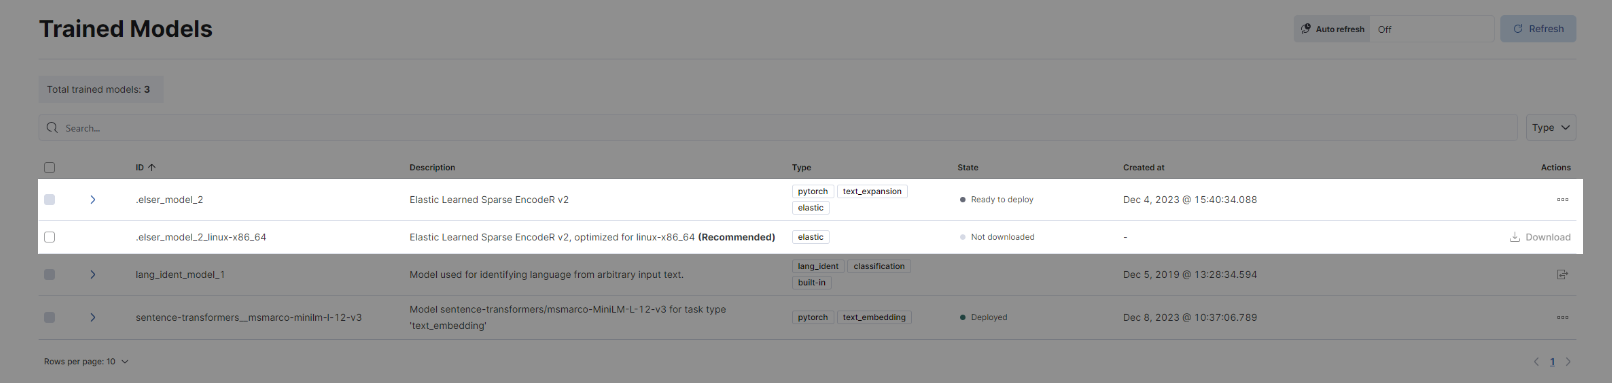 Trained Models
Auto refresh Off Refresh
Total trained models: 3
Search...
Type
ID Description Type State Created at Actions
.elser_model_2 Elastic Learned Sparse EncodeR v2 pytorch text_expansion elastic Ready to deploy Dec 4, 2023 @ 15:40:34.088
.elser_model_2_linux-x86_64 Elastic Learned Sparse EncodeR v2, optimized for linux-x86_64 (Recommended) elastic Not downloaded - Download
lang_ident_model_1 Model used for identifying language from arbitrary input text. lang_ident classification built-in Dec 5, 2019 @ 13:28:34.594
sentence-transformers__msmarco-minilm-l-12-v3 Model sentence-transformers/msmarco-MiniLM-L-12-v3 for task type 'text_embedding' pytorch text_embedding Deployed Dec 8, 2023 @ 10:37:06.789
Rows per page: 10 1